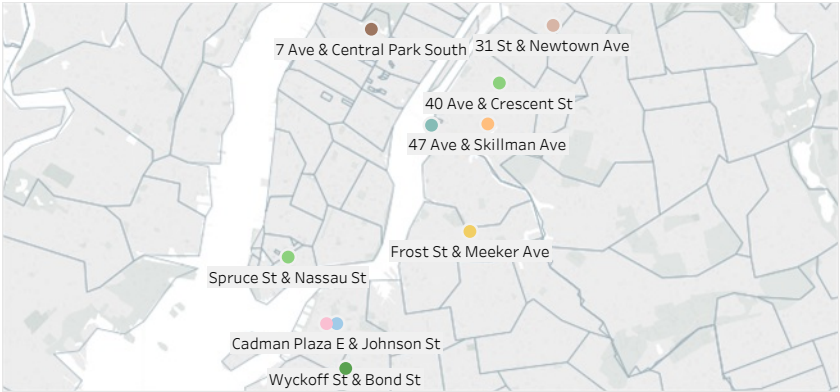 7 Ave & Central Park South
31 St & Newtown Ave
40 Ave & Crescent St
47 Ave & Skillman Ave
Frost St & Meeker Ave
Spruce St & Nassau St
Cadman Plaza E & Johnson St
Wyckoff St & Bond St